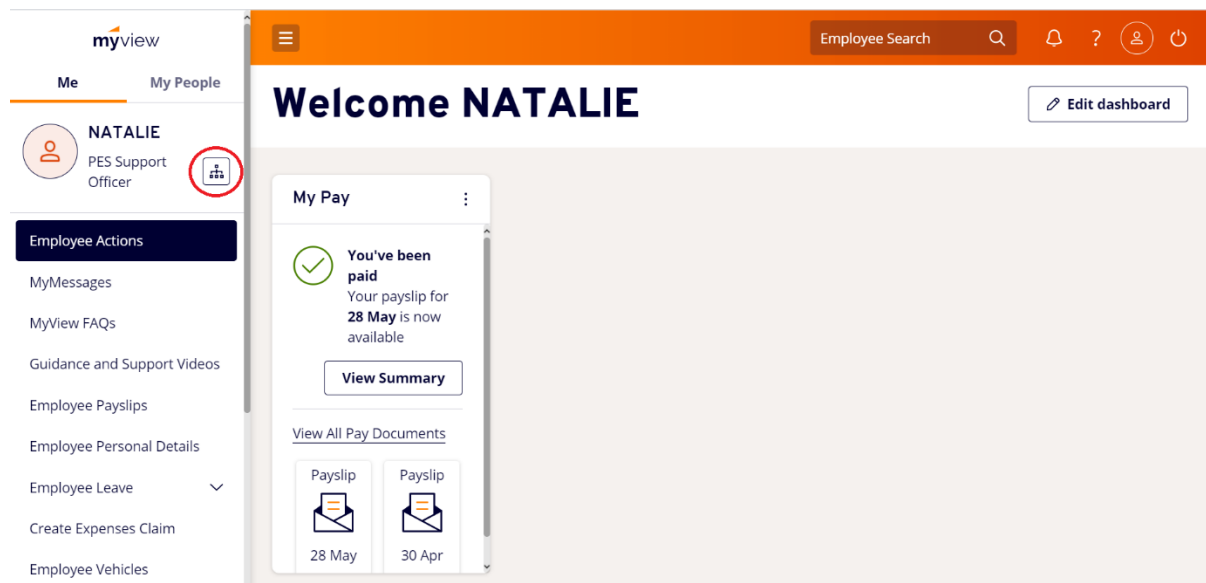 myview
Me My People
NATALIE
PES Support
Officer
Employee Actions
MyMessages
MyView FAQs
Guidance and Support Videos
Employee Payslips
Employee Personal Details
Employee Leave
Create Expenses Claim
Employee Vehicles
Employee Search
?
Welcome NATALIE
Edit dashboard
My Pay
You've been
paid
Your payslip for
28 May is now
available
View Summary
View All Pay Documents
Payslip Payslip
28 May 30 Apr